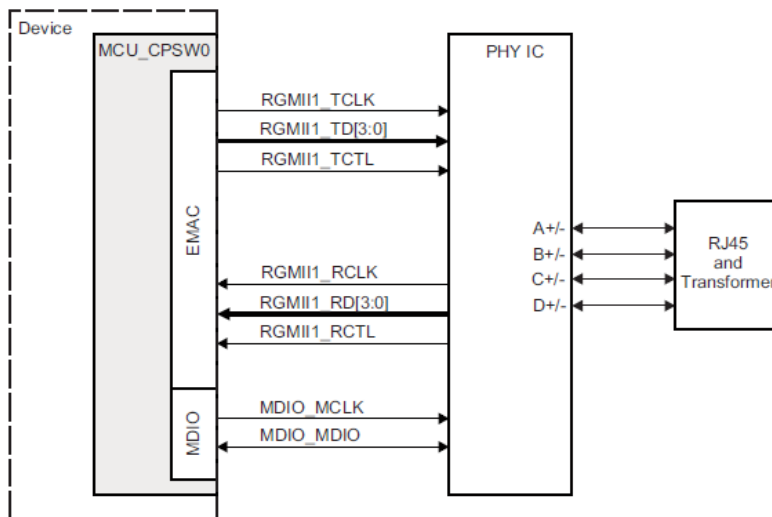 Device
MCU_CPSW0
PHY IC
RGMII1_TCLK
RGMII1_TD[3:0]
RGMII1_TCTL
EMAC
A+/-
B+/-
C+/-
D+/-
RJ45
and
Transformer
RGMII1_RCLK
RGMII1_RD[3:0]
RGMII1_RCTL
MDIO
MDIO_MCLK
MDIO_MDIO